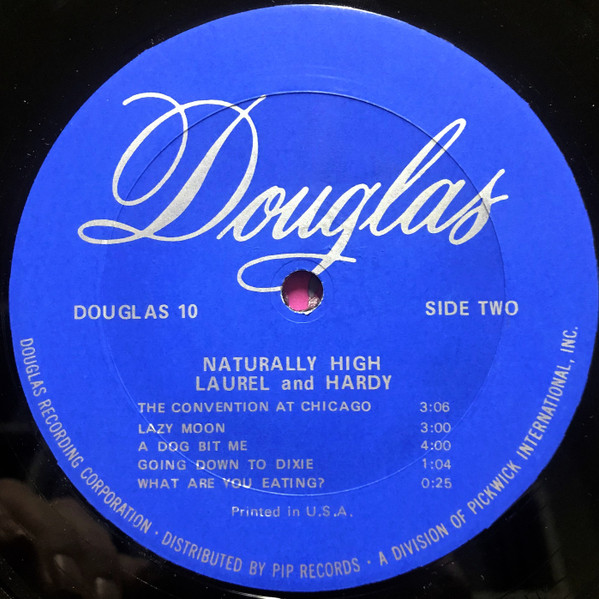 Douglas
DOUGLAS 10
SIDE TWO
NATURALLY HIGH
LAUREL and HARDY
THE CONVENTION AT CHICAGO 3:06
LAZY MOON 3:00
A DOG BIT ME 4:00
GOING DOWN TO DIXIE 1:04
WHAT ARE YOU EATING? 0:25
Printed in U.S.A.
DOUGLAS RECORDING CORPORATION · DISTRIBUTED BY PIP RECORDS · A DIVISION OF PICKWICK INTERNATIONAL, INC.